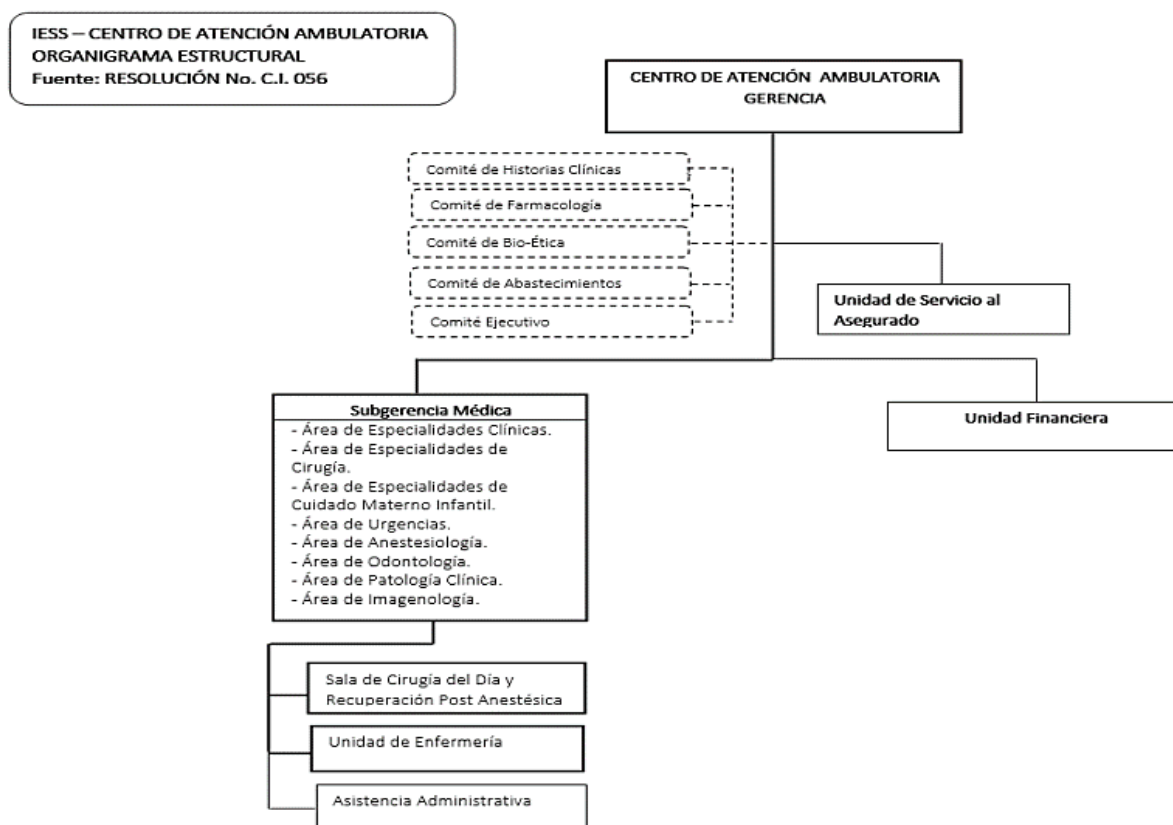 IESS – CENTRO DE ATENCIÓN AMBULATORIA
ORGANIGRAMA ESTRUCTURAL
Fuente: RESOLUCIÓN No. C.I. 056
CENTRO DE ATENCIÓN AMBULATORIA
GERENCIA
Comité de Historias Clínicas
Comité de Farmacología
Comité de Bio-Ética
Comité de Abastecimientos
Comité Ejecutivo
Unidad de Servicio al
Asegurado
Unidad Financiera
Subgerencia Médica
- Área de Especialidades Clínicas.
- Área de Especialidades de
Cirugía.
- Área de Especialidades de
Cuidado Materno Infantil.
- Área de Urgencias.
- Área de Anestesiología.
- Área de Odontología.
- Área de Patología Clínica.
- Área de Imagenología.
Sala de Cirugía del Día y
Recuperación Post Anestésica
Unidad de Enfermería
Asistencia Administrativa